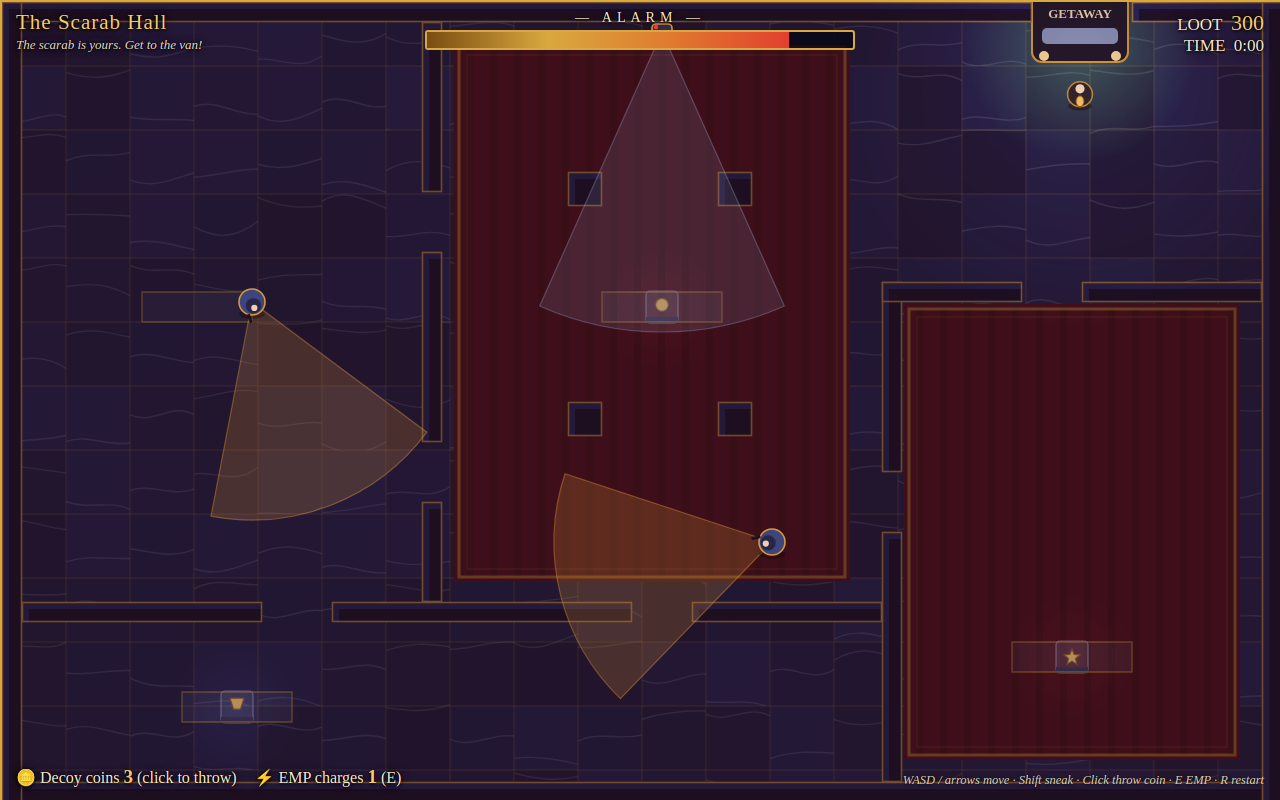 The Scarab Hall
The scarab is yours. Get to the van!
— ALARM —
GETAWAY
LOOT 300
TIME 0:00
🪙 Decoy coins 3 (click to throw) ⚡ EMP charges 1 (E)
WASD / arrows move · Shift sneak · Click throw coin · E EMP · R restart